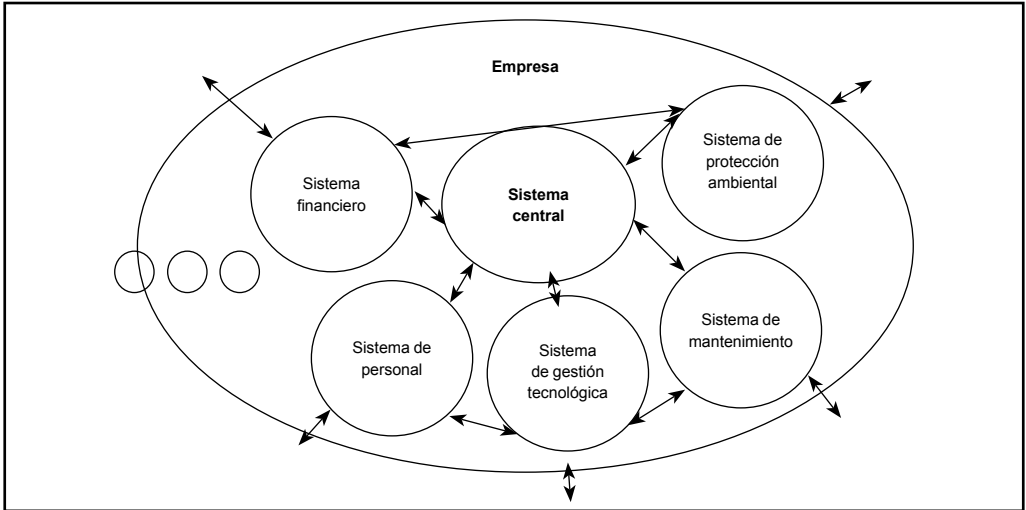 Empresa
Sistema de
protección
ambiental
Sistema
financiero
Sistema
central
Sistema de
mantenimiento
Sistema de
personal
Sistema
de gestión
tecnológica